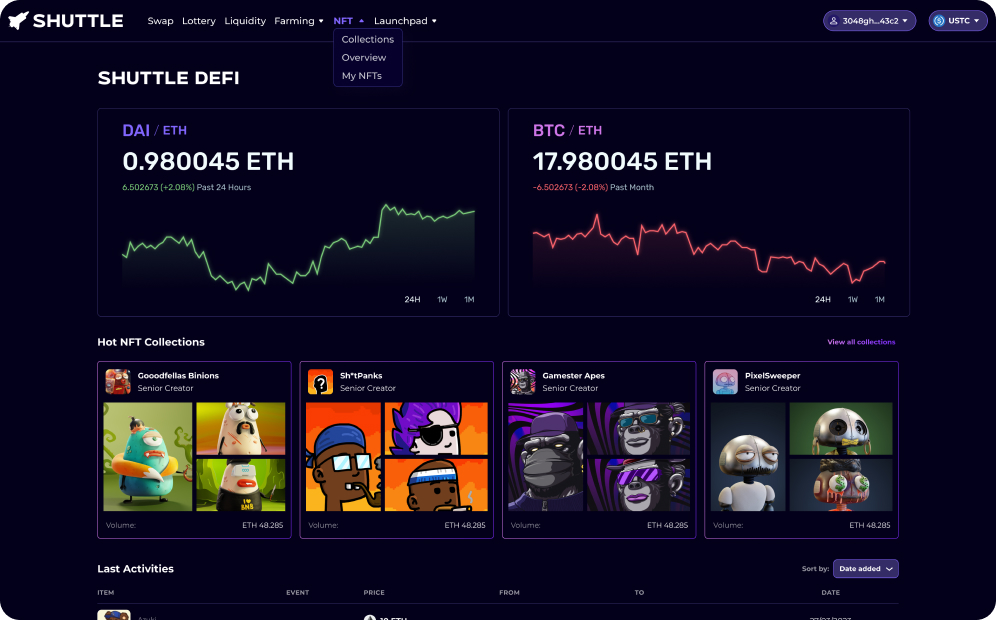 SHUTTLE
Swap Lottery Liquidity Farming NFT Launchpad
3048gh...43c2 USTC
Collections
Overview
My NFTs
SHUTTLE DEFI
DAI / ETH
0.980045 ETH
6.502673 (+2.08%) Past 24 Hours
24H 1W 1M
BTC / ETH
17.980045 ETH
-6.502673 (-2.08%) Past Month
24H 1W 1M
Hot NFT Collections
View all collections
Gooodfellas Binions
Senior Creator
I
BNB
Volume: ETH 48.285
Sh*tPanks
Senior Creator
Volume: ETH 48.285
Gamester Apes
Senior Creator
Volume: ETH 48.285
PixelSweeper
Senior Creator
Volume: ETH 48.285
Last Activities
Sort by: Date added
ITEM EVENT PRICE FROM TO DATE